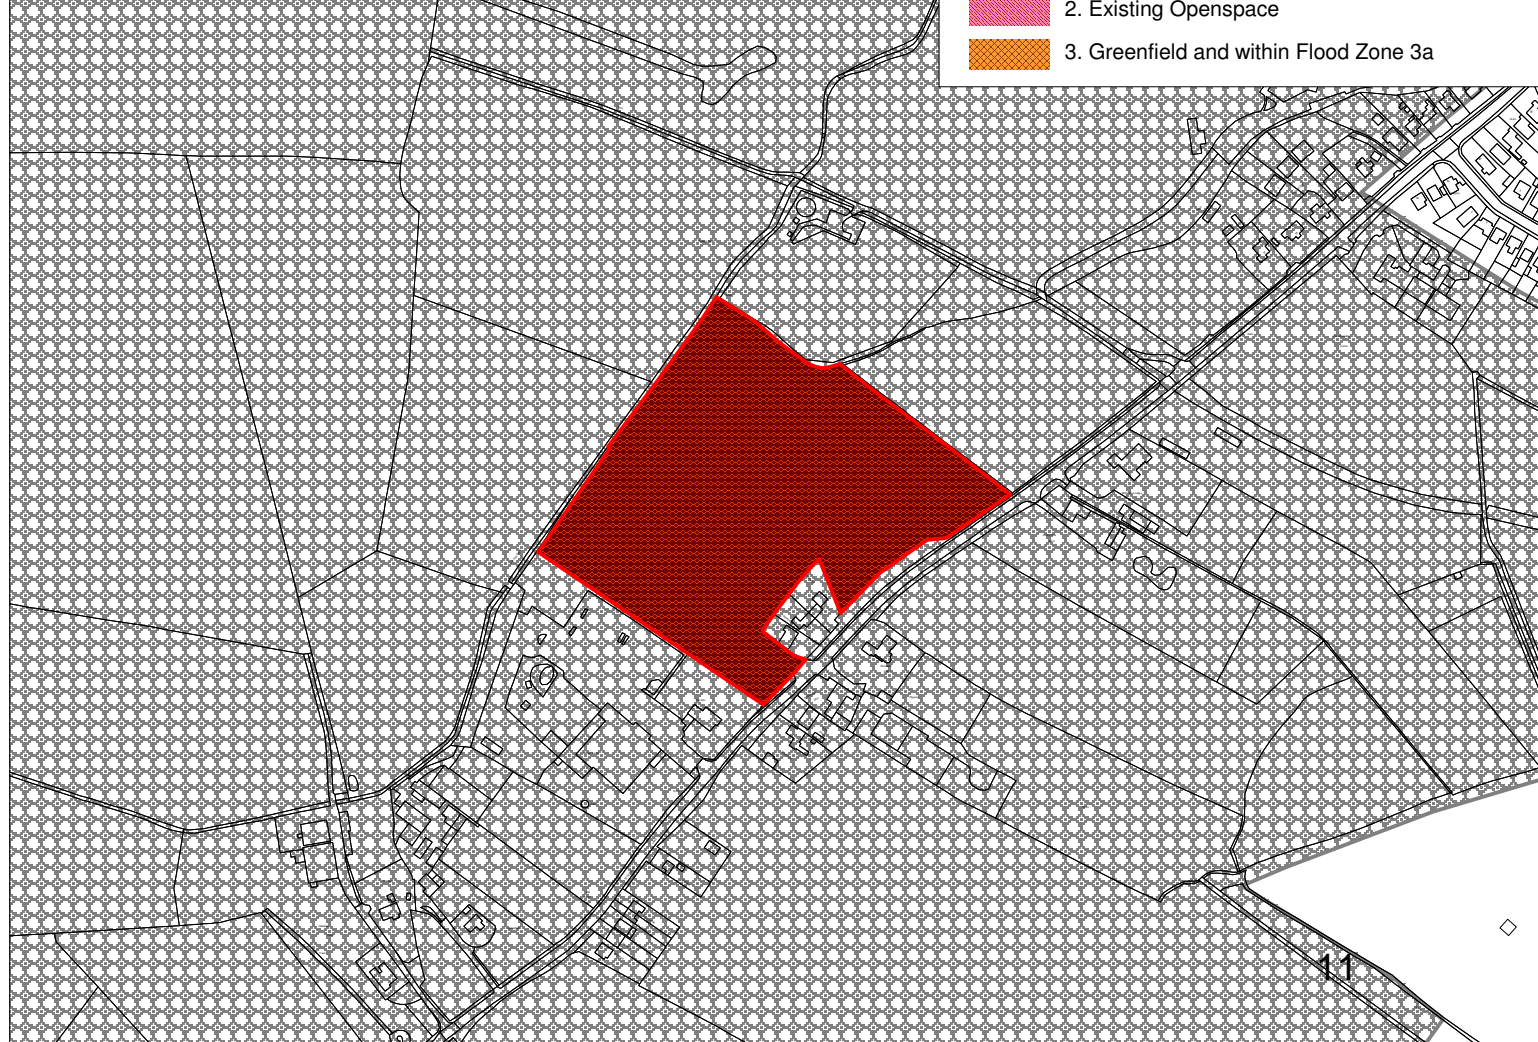 2. Existing Openspace
3. Greenfield and within Flood Zone 3a
11